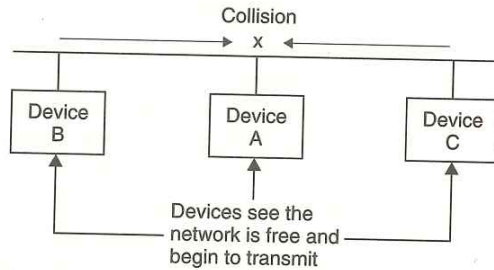 Collision
x
Device
B
Device
A
Device
C
Devices see the
network is free and
begin to transmit